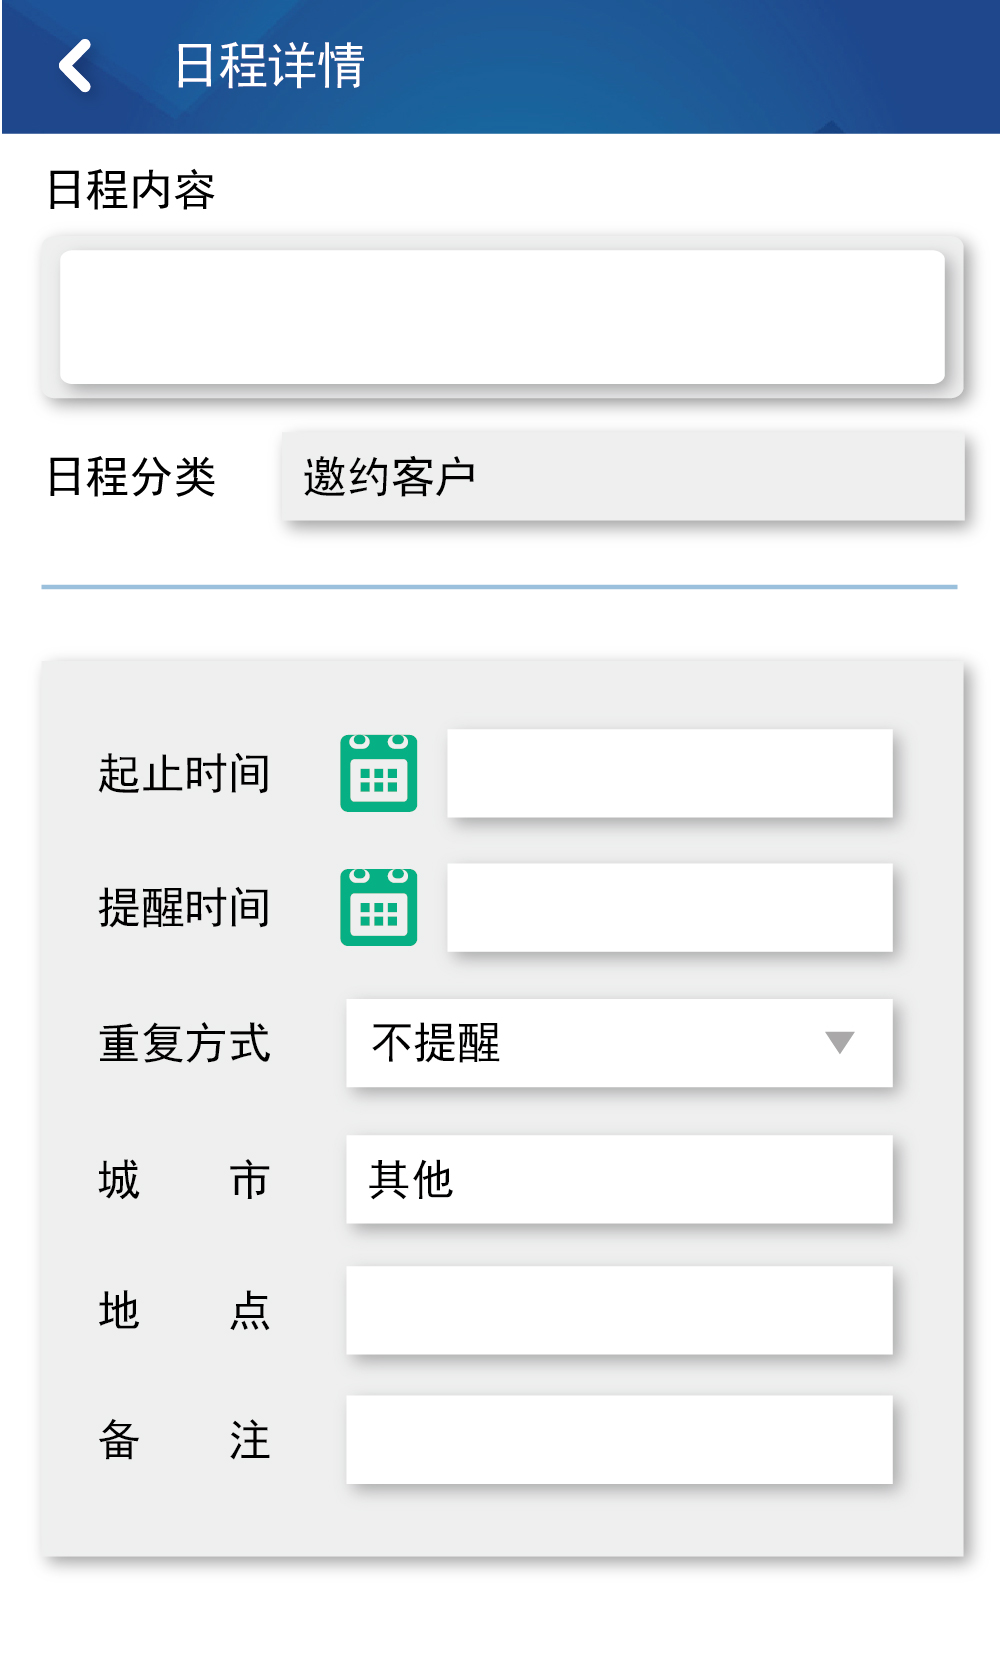 日程详情
日程内容
日程分类 邀约客户
起止时间
提醒时间
重复方式 不提醒
城 市 其他
地 点
备 注